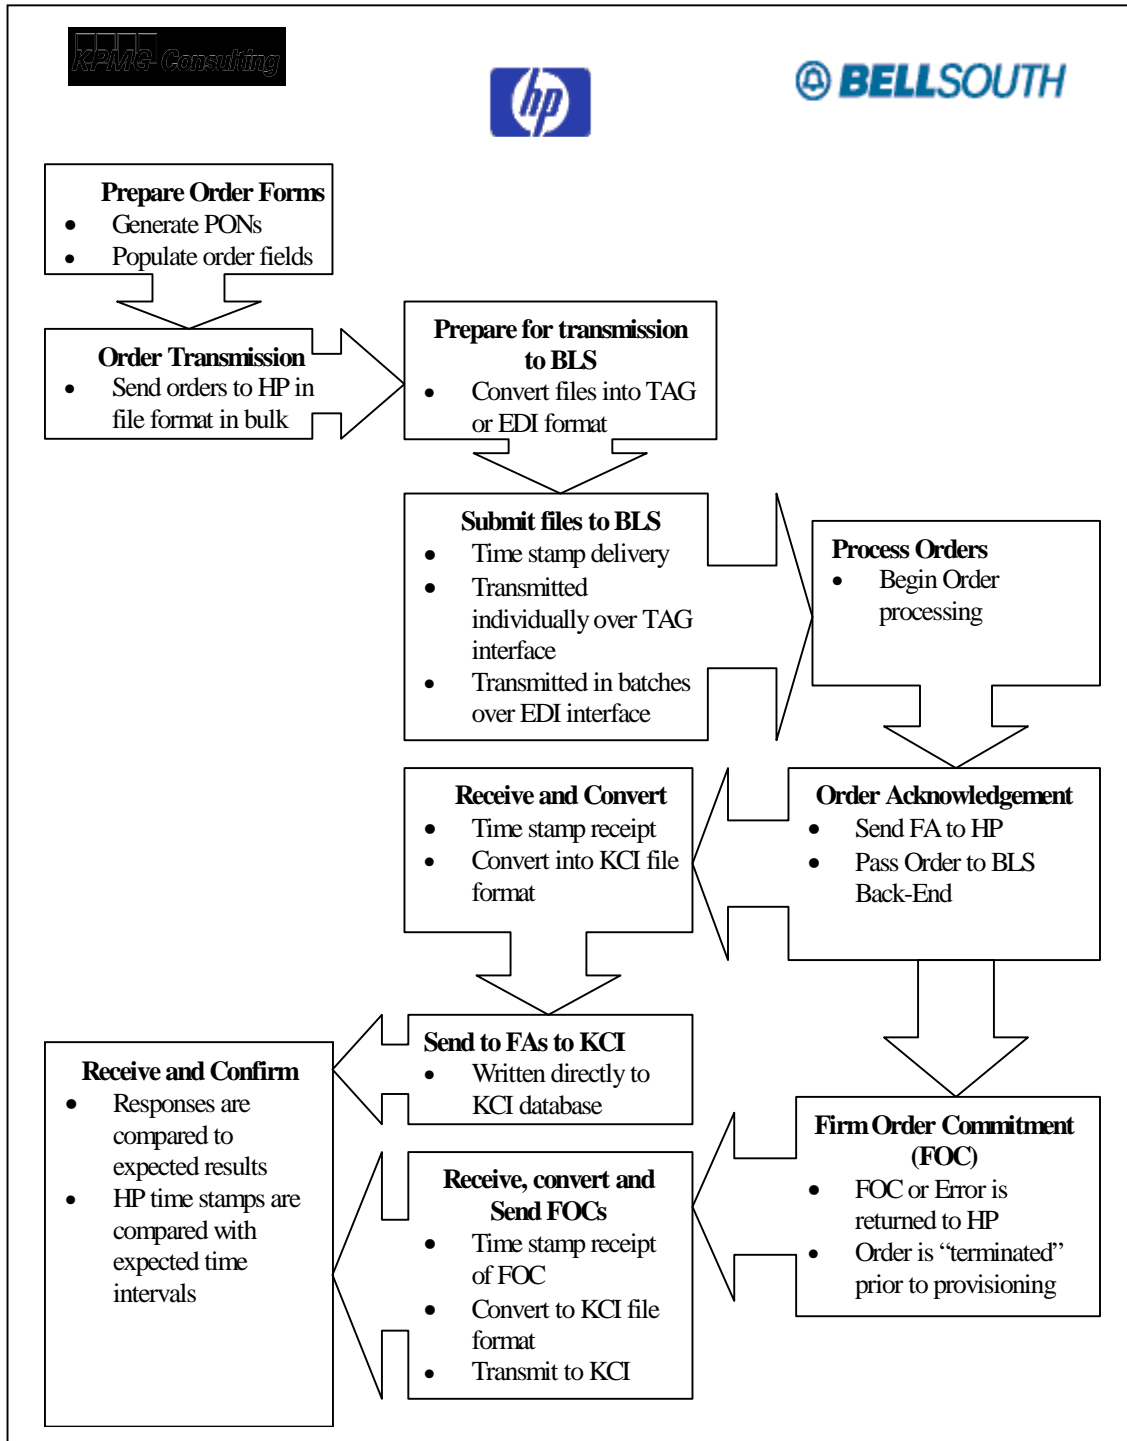 KPMG Consulting
hp
BELLSOUTH
Prepare Order Forms
• Generate PONs
• Populate order fields
Order Transmission
• Send orders to HP in
file format in bulk
Prepare for transmission
to BLS
• Convert files into TAG
or EDI format
Submit files to BLS
• Time stamp delivery
• Transmitted
individually over TAG
interface
• Transmitted in batches
over EDI interface
Process Orders
• Begin Order
processing
Order Acknowledgement
• Send FA to HP
• Pass Order to BLS
Back-End
Receive and Convert
• Time stamp receipt
• Convert into KCI file
format
Send to FAs to KCI
• Written directly to
KCI database
Receive and Confirm
• Responses are
compared to
expected results
• HP time stamps are
compared with
expected time
intervals
Firm Order Commitment
(FOC)
• FOC or Error is
returned to HP
• Order is “terminated”
prior to provisioning
Receive, convert and
Send FOCs
• Time stamp receipt
of FOC
• Convert to KCI file
format
• Transmit to KCI